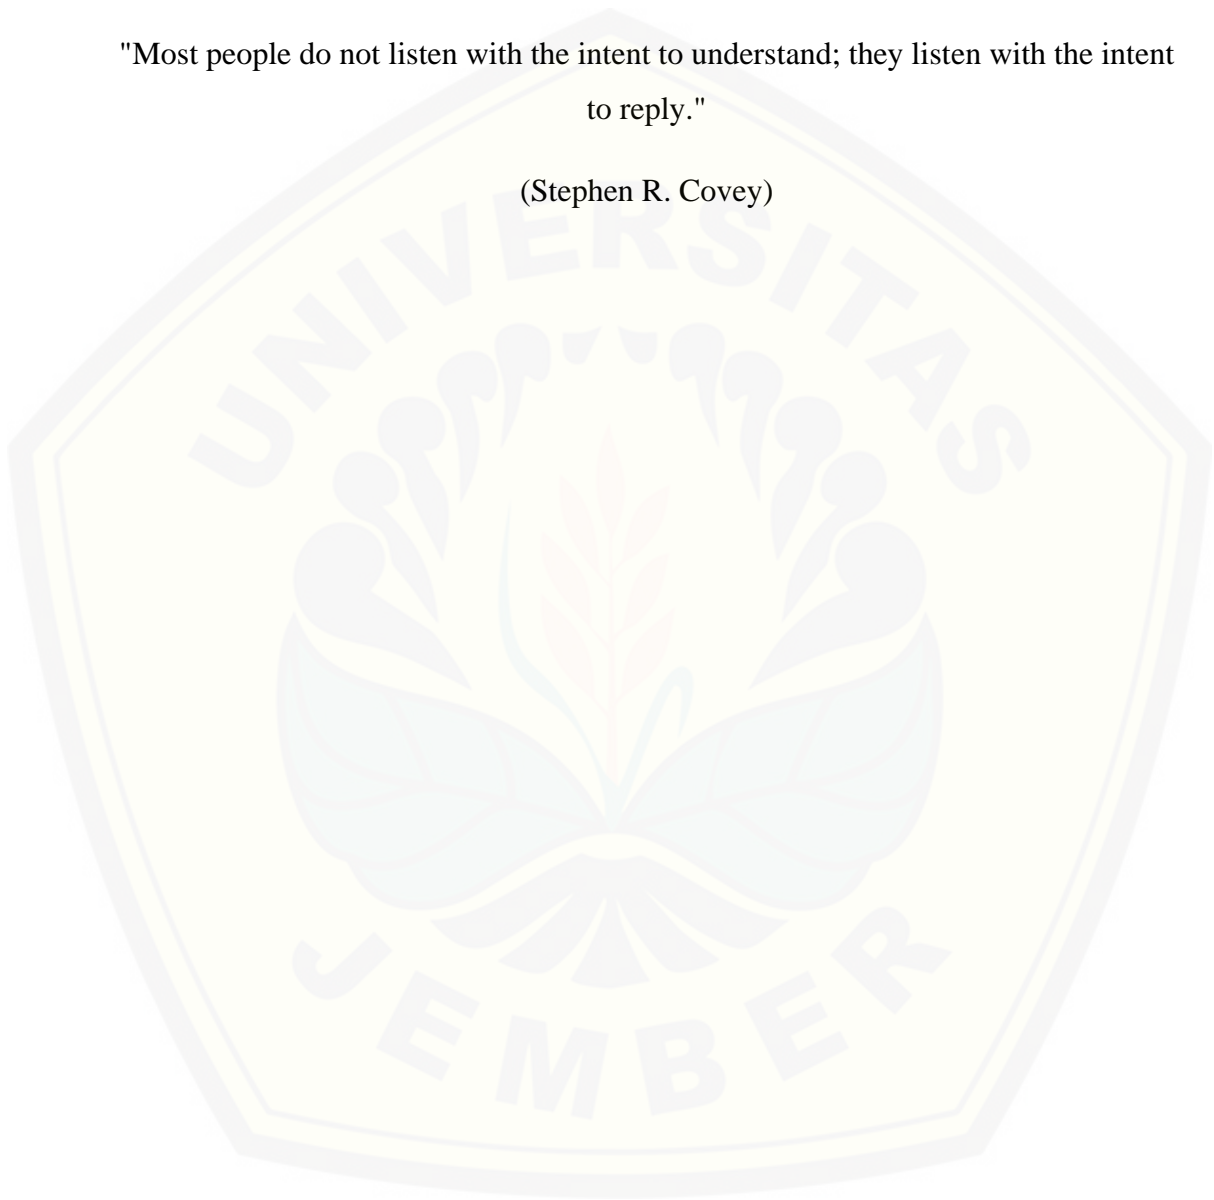 "Most people do not listen with the intent to understand; they listen with the intent
to reply."
(Stephen R. Covey)
UNIVERSITAS
JEMBER